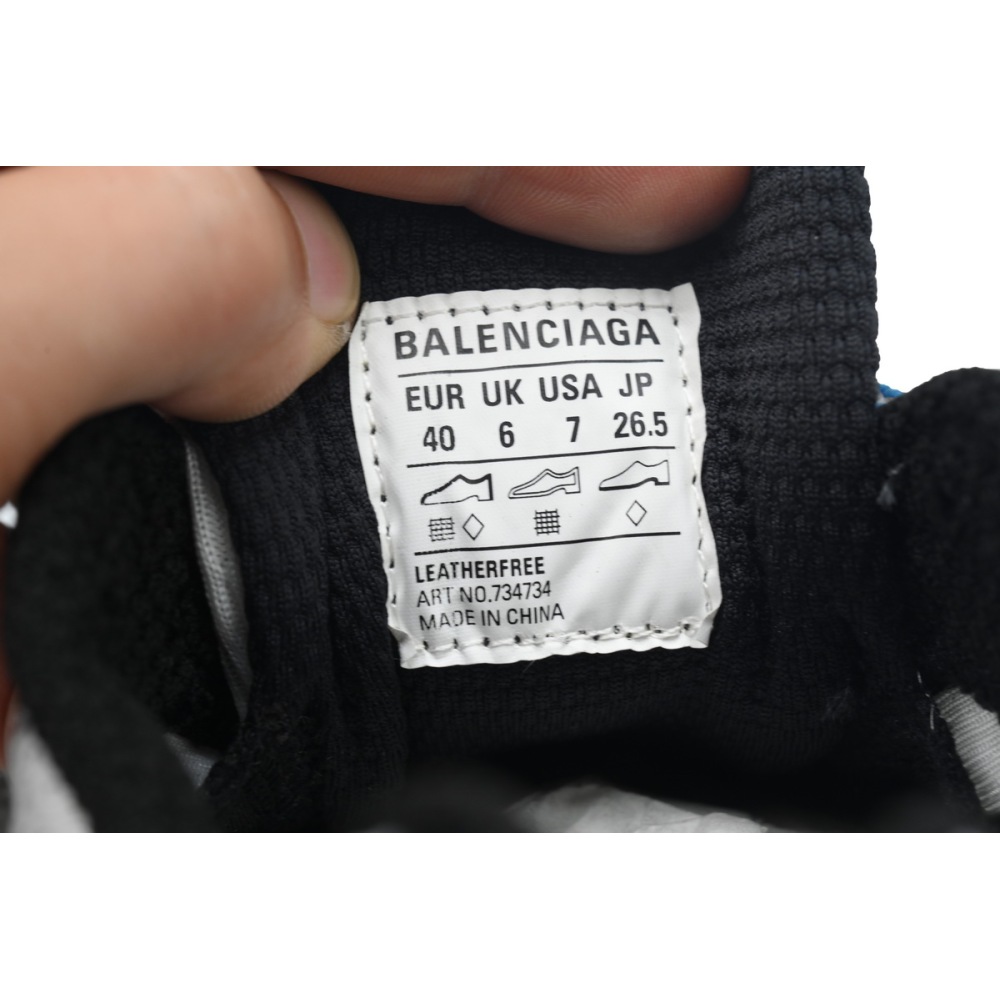 BALENCIAGA
EUR UK USA JP
40 6 7 26.5
LEATHERFREE
ART NO.734734
MADE IN CHINA